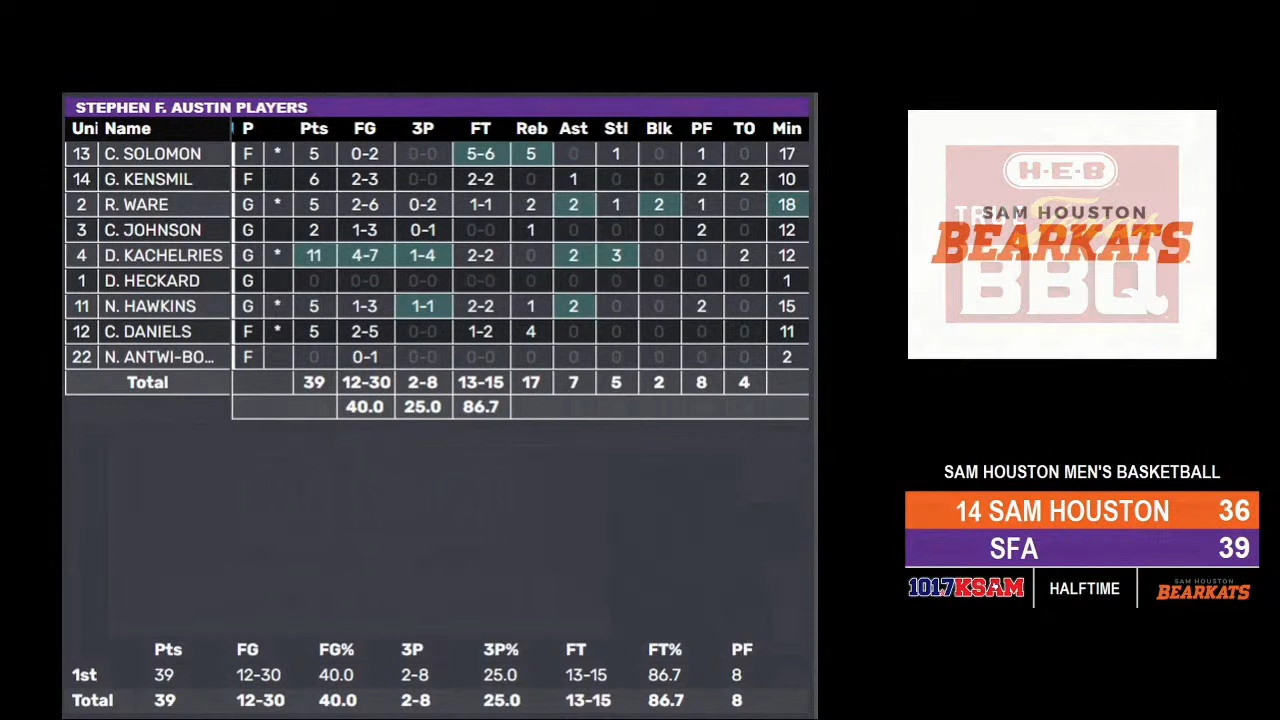 STEPHEN F. AUSTIN PLAYERS
Uni Name P Pts FG 3P FT Reb Ast Stl Blk PF TO Min
13 C. SOLOMON F * 5 0-2 0-0 5-6 5 0 1 0 1 0 17
14 G. KENSMIL F 6 2-3 0-0 2-2 0 1 0 0 2 2 10
2 R. WARE G * 5 2-6 0-2 1-1 2 2 1 2 1 0 18
3 C. JOHNSON G 2 1-3 0-1 0-0 1 0 0 0 2 0 12
4 D. KACHELRIES G * 11 4-7 1-4 2-2 0 2 3 0 0 2 12
1 D. HECKARD G 0 0-0 0-0 0-0 0 0 0 0 0 0 1
11 N. HAWKINS G * 5 1-3 1-1 2-2 1 2 0 0 2 0 15
12 C. DANIELS F * 5 2-5 0-0 1-2 4 0 0 0 0 0 11
22 N. ANTWI-BO... F 0 0-1 0-0 0-0 0 0 0 0 0 0 2
Total 39 12-30 2-8 13-15 17 7 5 2 8 4
40.0 25.0 86.7
Pts FG FG% 3P 3P% FT FT% PF
1st 39 12-30 40.0 2-8 25.0 13-15 86.7 8
Total 39 12-30 40.0 2-8 25.0 13-15 86.7 8
H-E-B
TRUE Texas
BBQ
SAM HOUSTON
BEARKATS
SAM HOUSTON MEN'S BASKETBALL
14 SAM HOUSTON 36
SFA 39
101.7 KSAM HALFTIME SAM HOUSTON
BEARKATS